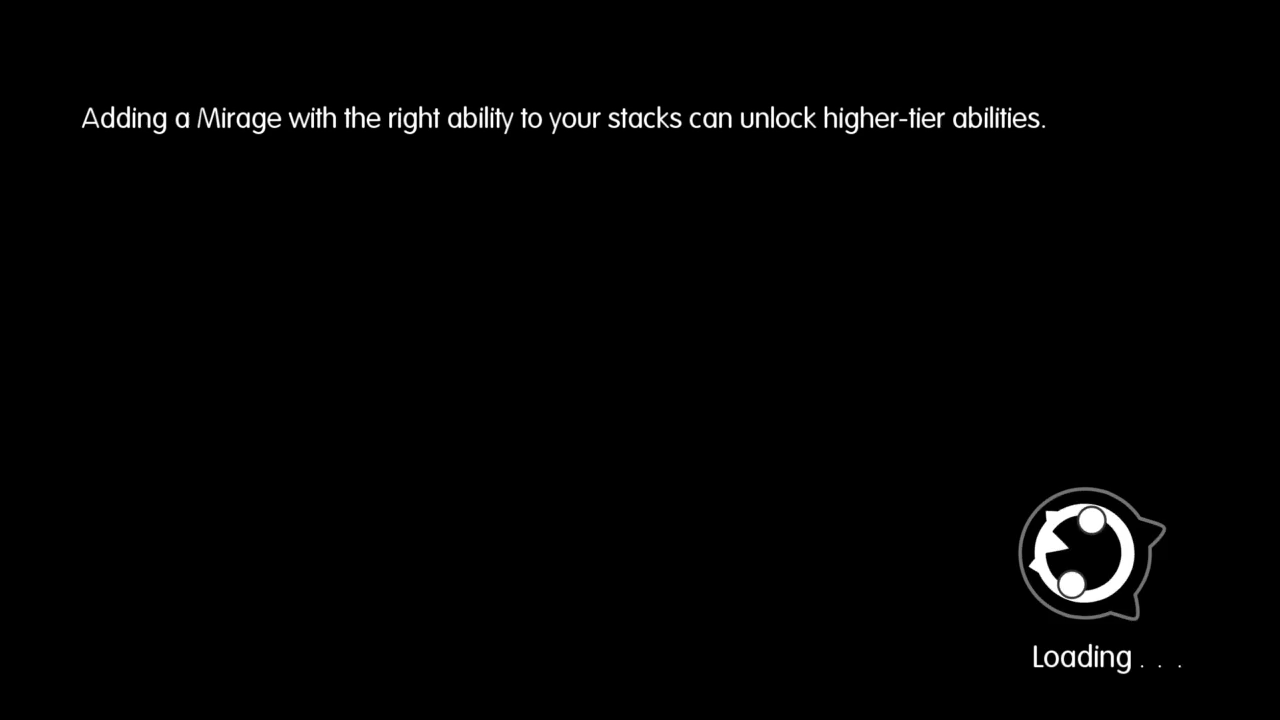 Adding a Mirage with the right ability to your stacks can unlock higher-tier abilities.
Loading . . .